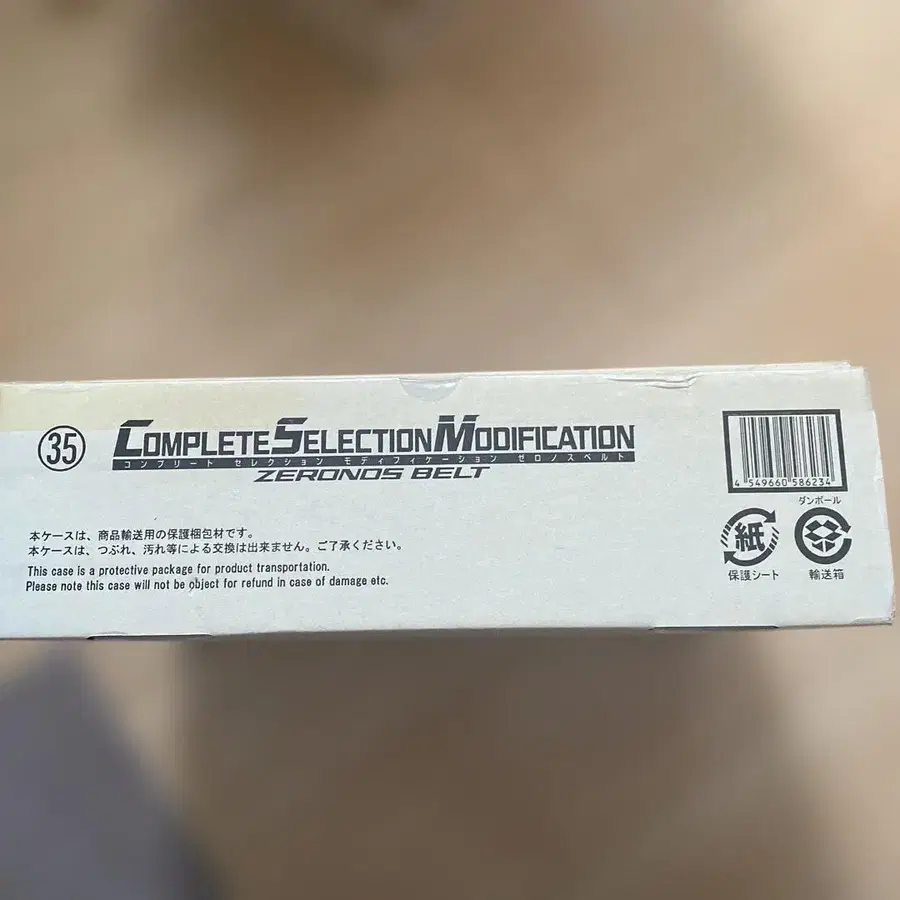 ㉟
COMPLETE SELECTION MODIFICATION
コンプリート セレクション モディフィケーション ゼロノスベルト
ZERONOS BELT
本ケースは、商品輸送用の保護梱包材です。
本ケースは、つぶれ、汚れ等による交換は出来ません。ご了承ください。
This case is a protective package for product transportation.
Please note this case will not be object for refund in case of damage etc.
4 549660 586234
ダンボール
紙
保護シート
輸送箱